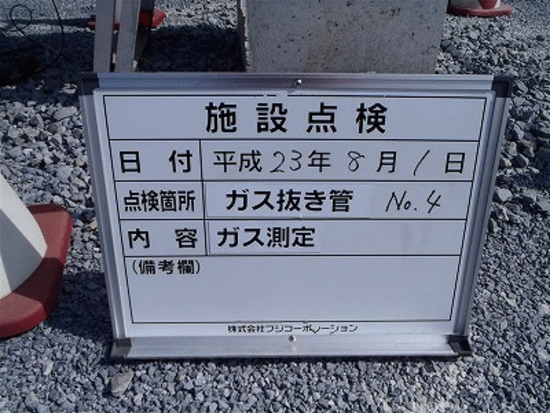 施設点検
日付 平成23年8月1日
点検箇所 ガス抜き管 No.4
内容 ガス測定
(備考欄)
株式会社フジコーポレーション